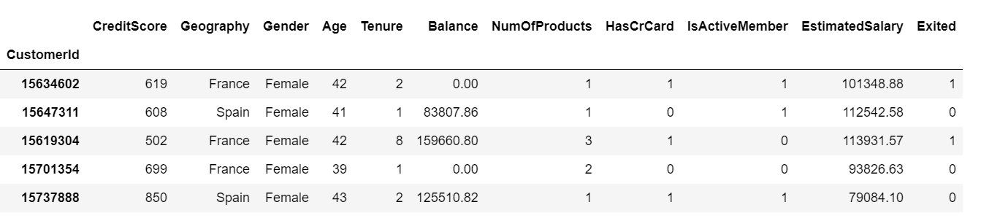 CreditScore Geography Gender Age Tenure Balance NumOfProducts HasCrCard IsActiveMember EstimatedSalary Exited
CustomerId
15634602 619 France Female 42 2 0.00 1 1 1 101348.88 1
15647311 608 Spain Female 41 1 83807.86 1 0 1 112542.58 0
15619304 502 France Female 42 8 159660.80 3 1 0 113931.57 1
15701354 699 France Female 39 1 0.00 2 0 0 93826.63 0
15737888 850 Spain Female 43 2 125510.82 1 1 1 79084.10 0